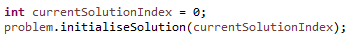 int currentSolutionIndex = 0;
problem.initialiseSolution(currentSolutionIndex);